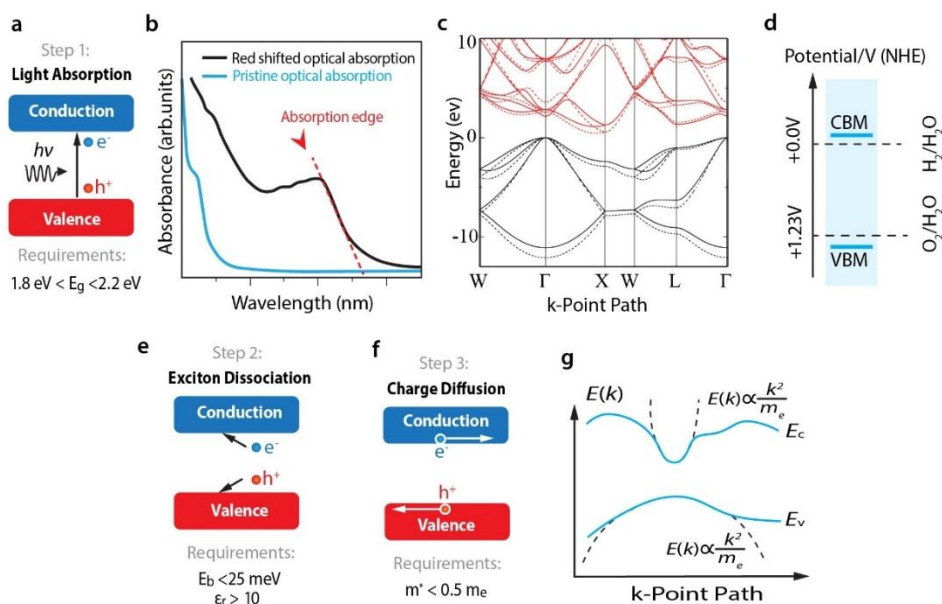 a
Step 1:
Light Absorption
Conduction
hν
e-
h+
Valence
Requirements:
1.8 eV < Eg <2.2 eV
b
Absorbance (arb.units)
Red shifted optical absorption
Pristine optical absorption
Absorption edge
Wavelength (nm)
c
Energy (ev)
10
0
-10
W Γ X W L Γ
k-Point Path
d
Potential/V (NHE)
+0.0V
CBM
H2/H2O
+1.23V
VBM
O2/H2O
e
Step 2:
Exciton Dissociation
Conduction
e-
h+
Valence
Requirements:
Eb <25 meV
εr > 10
f
Step 3:
Charge Diffusion
Conduction
e-
h+
Valence
Requirements:
m* < 0.5 me
g
E(k)
E(k)∝k²/me
Ec
Ev
E(k)∝k²/me
k-Point Path